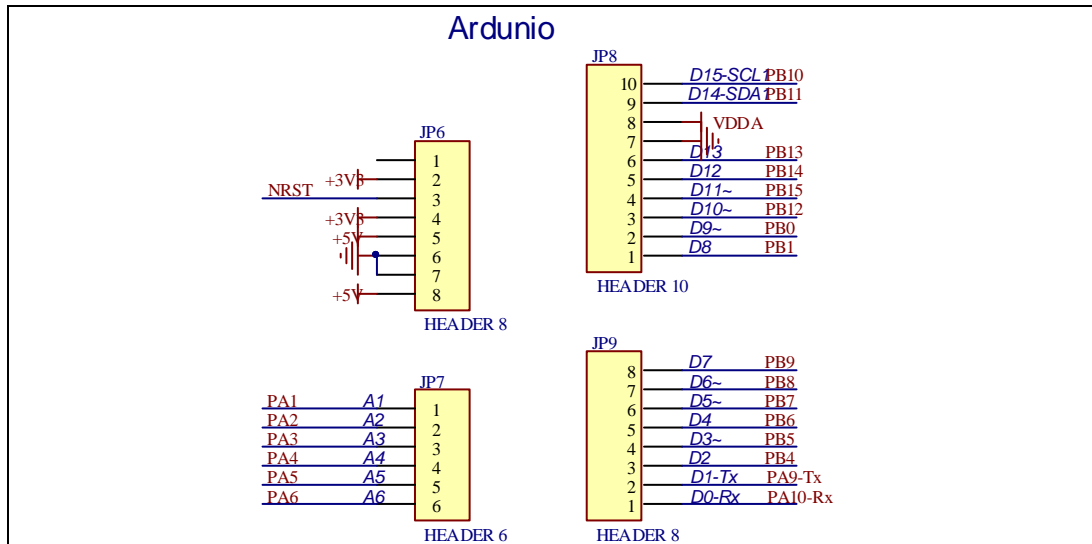 Ardunio
JP6
1
+3V3 2
NRST 3
+3V3 4
+5V 5
6
7
+5V 8
HEADER 8
JP8
10 D15-SCL1 PB10
9 D14-SDA1 PB11
8 VDDA
7
6 D13 PB13
5 D12 PB14
4 D11~ PB15
3 D10~ PB12
2 D9~ PB0
1 D8 PB1
HEADER 10
JP7
PA1 A1 1
PA2 A2 2
PA3 A3 3
PA4 A4 4
PA5 A5 5
PA6 A6 6
HEADER 6
JP9
8 D7 PB9
7 D6~ PB8
6 D5~ PB7
5 D4 PB6
4 D3~ PB5
3 D2 PB4
2 D1-Tx PA9-Tx
1 D0-Rx PA10-Rx
HEADER 8